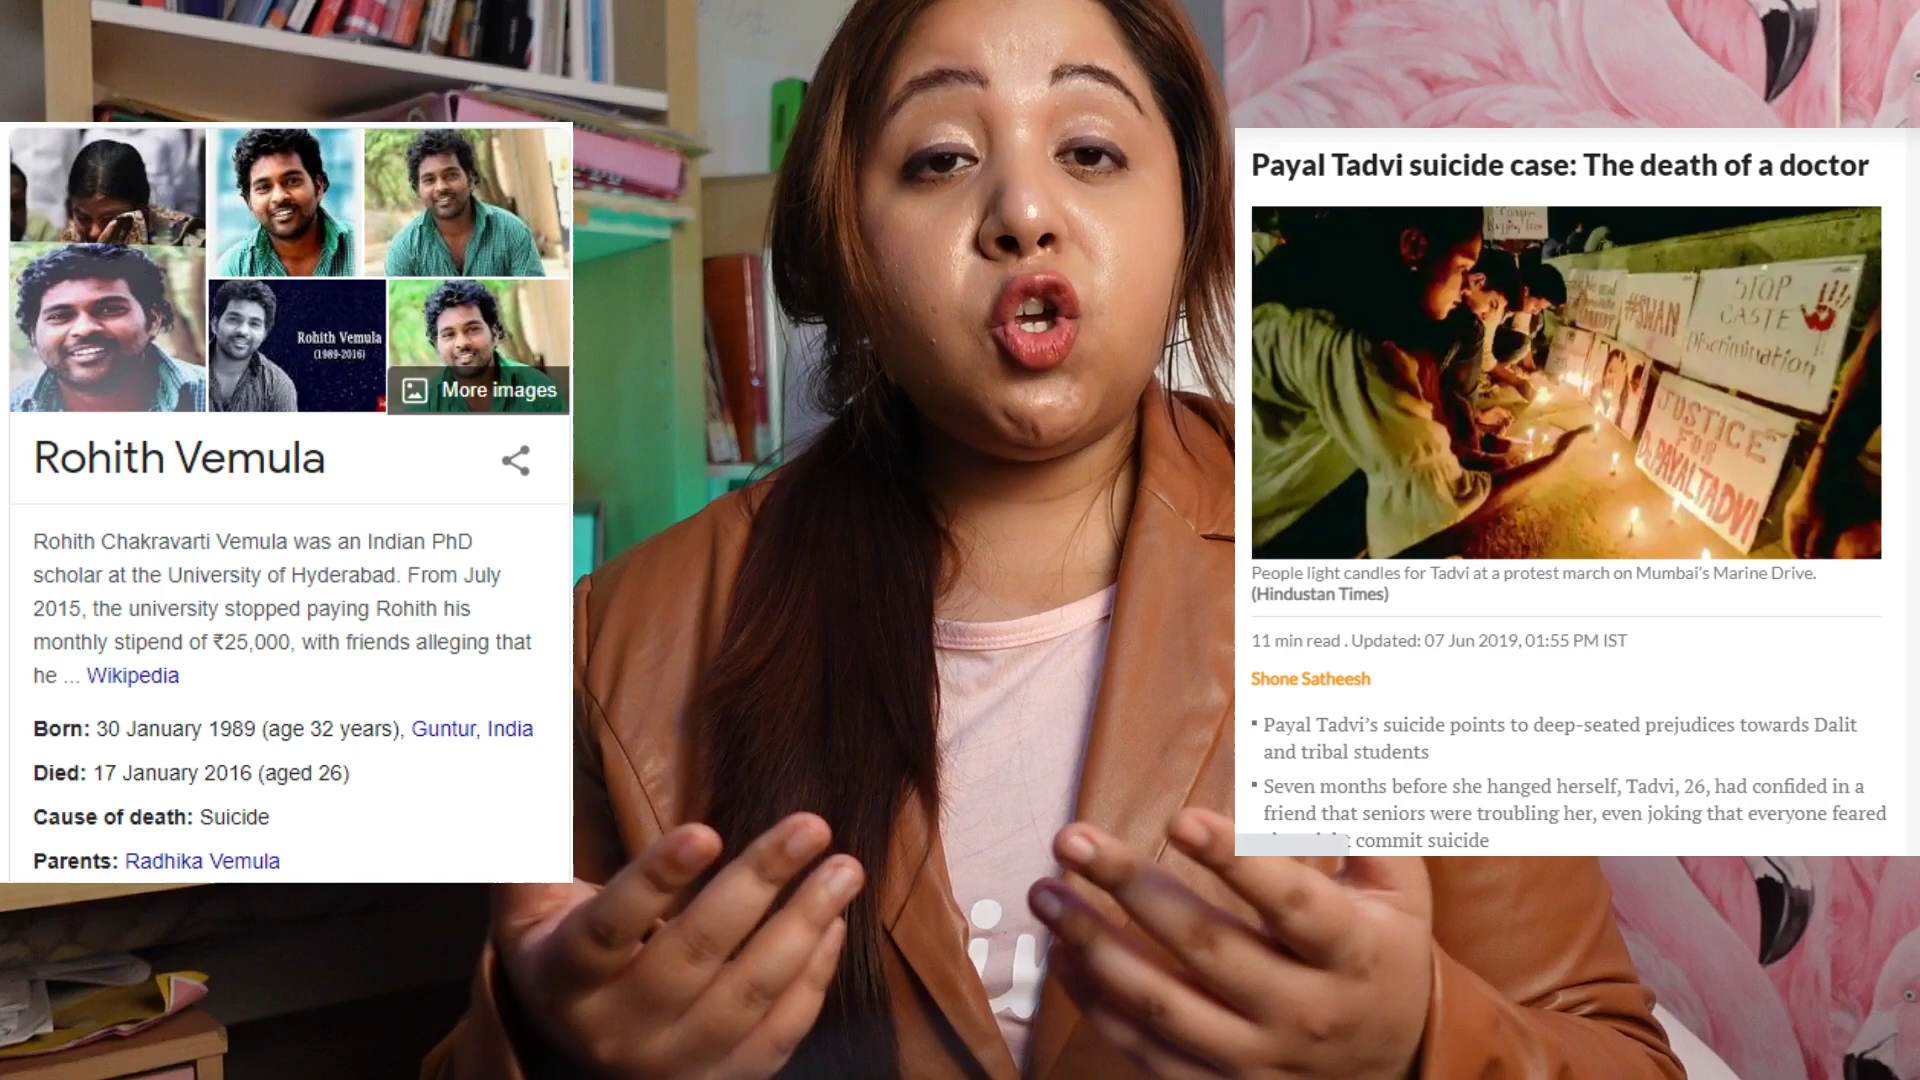 Rohith Vemula
(1989-2016)
More images
Rohith Vemula
Rohith Chakravarti Vemula was an Indian PhD
scholar at the University of Hyderabad. From July
2015, the university stopped paying Rohith his
monthly stipend of ₹25,000, with friends alleging that
he ... Wikipedia
Born: 30 January 1989 (age 32 years), Guntur, India
Died: 17 January 2016 (aged 26)
Cause of death: Suicide
Parents: Radhika Vemula
Payal Tadvi suicide case: The death of a doctor
#SWAN
STOP
CASTE
Discrimination
JUSTICE
FOR
Dr.PAYALTADVI
People light candles for Tadvi at a protest march on Mumbai's Marine Drive.
(Hindustan Times)
11 min read . Updated: 07 Jun 2019, 01:55 PM IST
Shone Satheesh
▪ Payal Tadvi’s suicide points to deep-seated prejudices towards Dalit
and tribal students
▪ Seven months before she hanged herself, Tadvi, 26, had confided in a
friend that seniors were troubling her, even joking that everyone feared
commit suicide